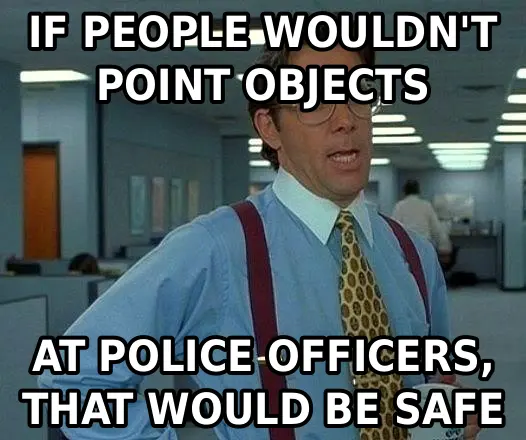 IF PEOPLE WOULDN'T
POINT OBJECTS
AT POLICE OFFICERS,
THAT WOULD BE SAFE